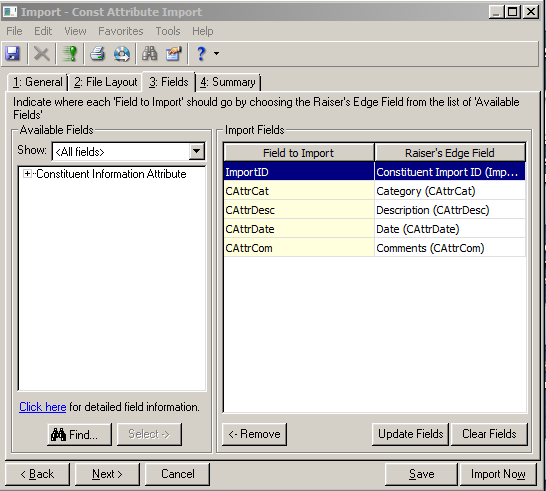 Import - Const Attribute Import
File Edit View Favorites Tools Help
1: General 2: File Layout 3: Fields 4: Summary
Indicate where each 'Field to Import' should go by choosing the Raiser's Edge Field from the list of 'Available
Fields'
Available Fields
Show: <All fields>
Constituent Information Attribute
Click here for detailed field information.
Find... Select ->
Import Fields
Field to Import Raiser's Edge Field
ImportID Constituent Import ID (Imp...
CAttrCat Category (CAttrCat)
CAttrDesc Description (CAttrDesc)
CAttrDate Date (CAttrDate)
CAttrCom Comments (CAttrCom)
<- Remove Update Fields Clear Fields
< Back Next > Cancel Save Import Now